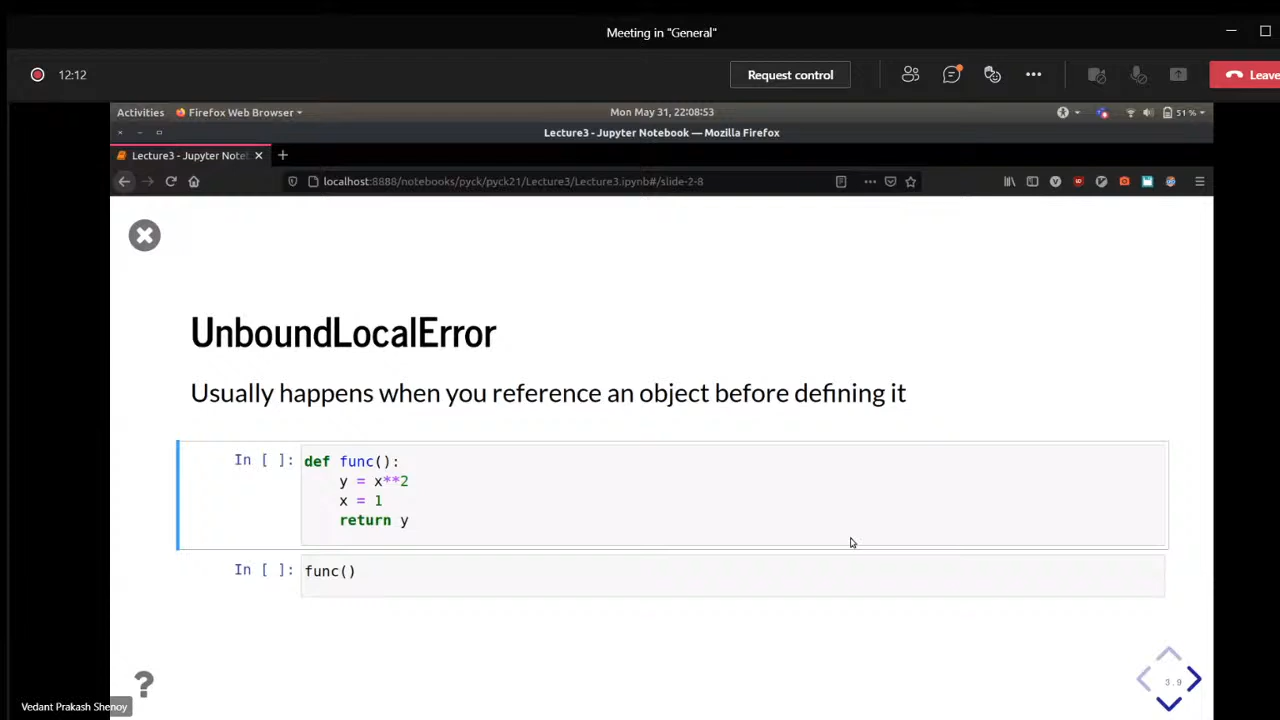 Meeting in "General"
12:12
Request control
Leave
Activities
Firefox Web Browser
Mon May 31, 22:08:53
51 %
Lecture3 - Jupyter Notebook — Mozilla Firefox
Lecture3 - Jupyter Note
localhost:8888/notebooks/pyck/pyck21/Lecture3/Lecture3.ipynb#/slide-2-8
UnboundLocalError
Usually happens when you reference an object before defining it
In [ ]: def func():
y = x**2
x = 1
return y
In [ ]: func()
?
3.9
Vedant Prakash Shenoy